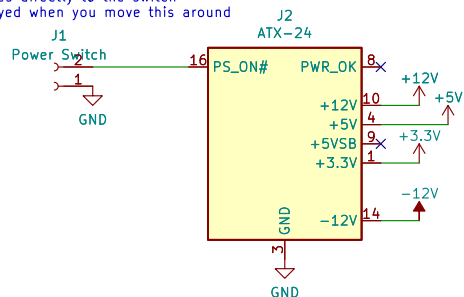 directly to the switch
yed when you move this around
J1
Power Switch
2
1
GND
J2
ATX-24
16
PS_ON#
PWR_OK
8
+12V
10
+12V
+5V
4
+5V
+5VSB
9
+3.3V
1
+3.3V
-12V
14
-12V
GND
3
GND